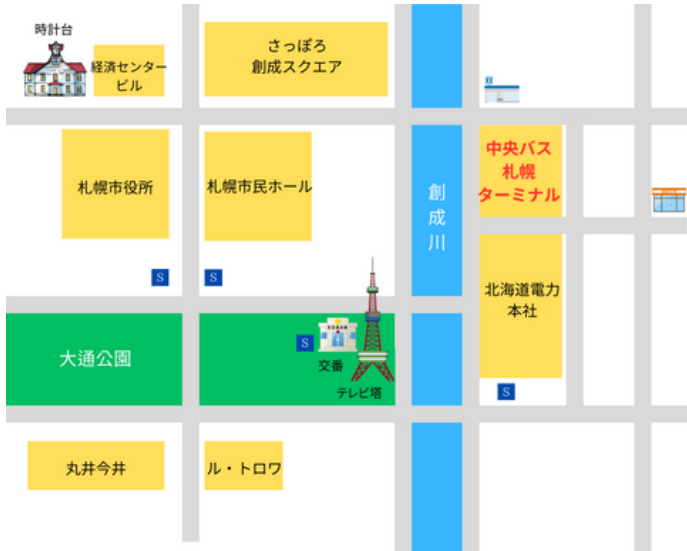 時計台
経済センター
ビル
さっぽろ
創成スクエア
札幌市役所
札幌市民ホール
創成川
中央バス
札幌
ターミナル
S
S
北海道電力
本社
大通公園
S
交番
テレビ塔
S
丸井今井
ル・トロワ